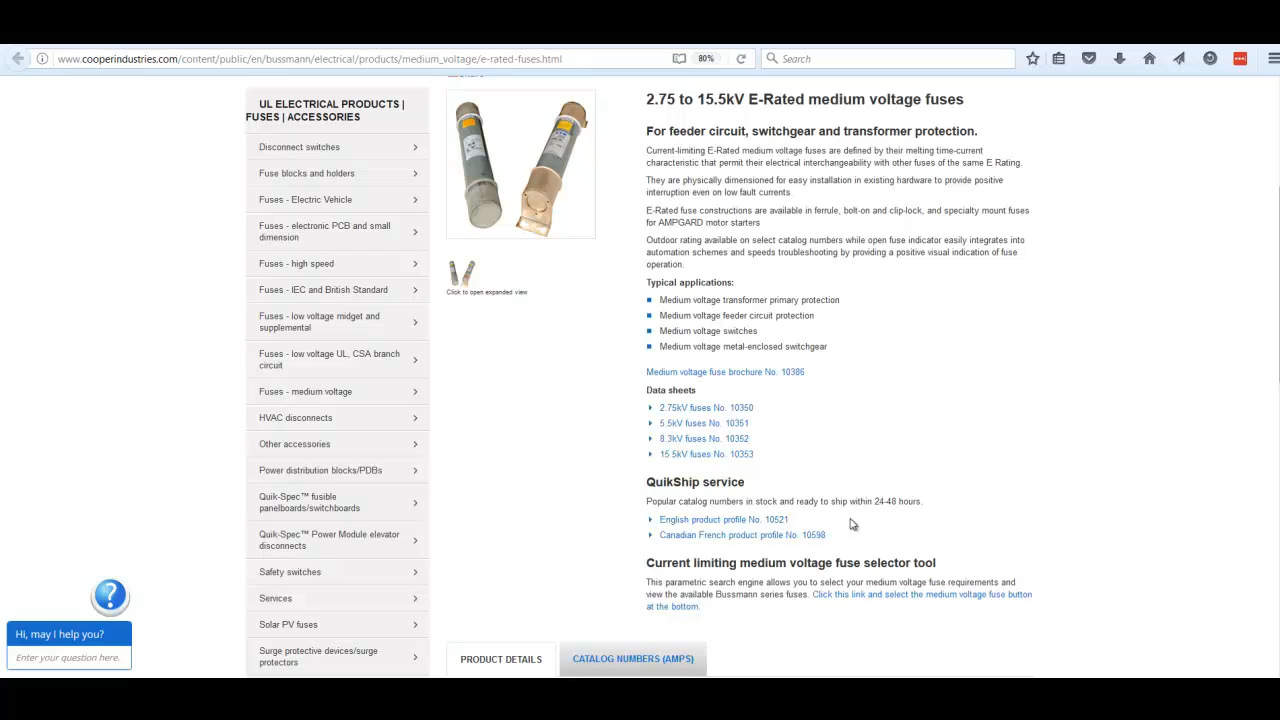 www.cooperindustries.com/content/public/en/bussmann/electrical/products/medium_voltage/e-rated-fuses.html
80%
Search
UL ELECTRICAL PRODUCTS |
FUSES | ACCESSORIES
Disconnect switches
Fuse blocks and holders
Fuses - Electric Vehicle
Fuses - electronic PCB and small
dimension
Fuses - high speed
Fuses - IEC and British Standard
Fuses - low voltage midget and
supplemental
Fuses - low voltage UL, CSA branch
circuit
Fuses - medium voltage
HVAC disconnects
Other accessories
Power distribution blocks/PDBs
Quik-Spec™ fusible
panelboards/switchboards
Quik-Spec™ Power Module elevator
disconnects
Safety switches
Services
Solar PV fuses
Surge protective devices/surge
protectors
Click to open expanded view
2.75 to 15.5kV E-Rated medium voltage fuses
For feeder circuit, switchgear and transformer protection.
Current-limiting E-Rated medium voltage fuses are defined by their melting time-current
characteristic that permit their electrical interchangeability with other fuses of the same E Rating.
They are physically dimensioned for easy installation in existing hardware to provide positive
interruption even on low fault currents.
E-Rated fuse constructions are available in ferrule, bolt-on and clip-lock, and specialty mount fuses
for AMPGARD motor starters
Outdoor rating available on select catalog numbers while open fuse indicator easily integrates into
automation schemes and speeds troubleshooting by providing a positive visual indication of fuse
operation.
Typical applications:
Medium voltage transformer primary protection
Medium voltage feeder circuit protection
Medium voltage switches
Medium voltage metal-enclosed switchgear
Medium voltage fuse brochure No. 10386
Data sheets
2.75kV fuses No. 10350
5.5kV fuses No. 10351
8.3kV fuses No. 10352
15.5kV fuses No. 10353
QuikShip service
Popular catalog numbers in stock and ready to ship within 24-48 hours.
English product profile No. 10521
Canadian French product profile No. 10598
Current limiting medium voltage fuse selector tool
This parametric search engine allows you to select your medium voltage fuse requirements and
view the available Bussmann series fuses. Click this link and select the medium voltage fuse button
at the bottom.
PRODUCT DETAILS
CATALOG NUMBERS (AMPS)
?
Hi, may I help you?
Enter your question here.